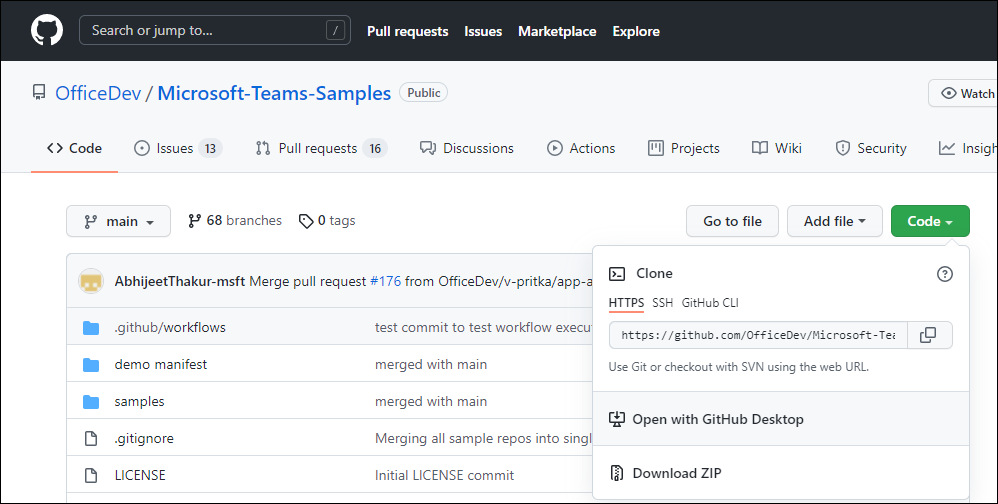 Search or jump to... / Pull requests Issues Marketplace Explore
OfficeDev / Microsoft-Teams-Samples Public Watch
Code Issues 13 Pull requests 16 Discussions Actions Projects Wiki Security Insigh
main 68 branches 0 tags Go to file Add file Code
AbhijeetThakur-msft Merge pull request #176 from OfficeDev/v-pritka/app-a
.github/workflows test commit to test workflow execu
demo manifest merged with main
samples merged with main
.gitignore Merging all sample repos into singl
LICENSE Initial LICENSE commit
Clone ?
HTTPS SSH GitHub CLI
https://github.com/OfficeDev/Microsoft-Tea
Use Git or checkout with SVN using the web URL.
Open with GitHub Desktop
Download ZIP